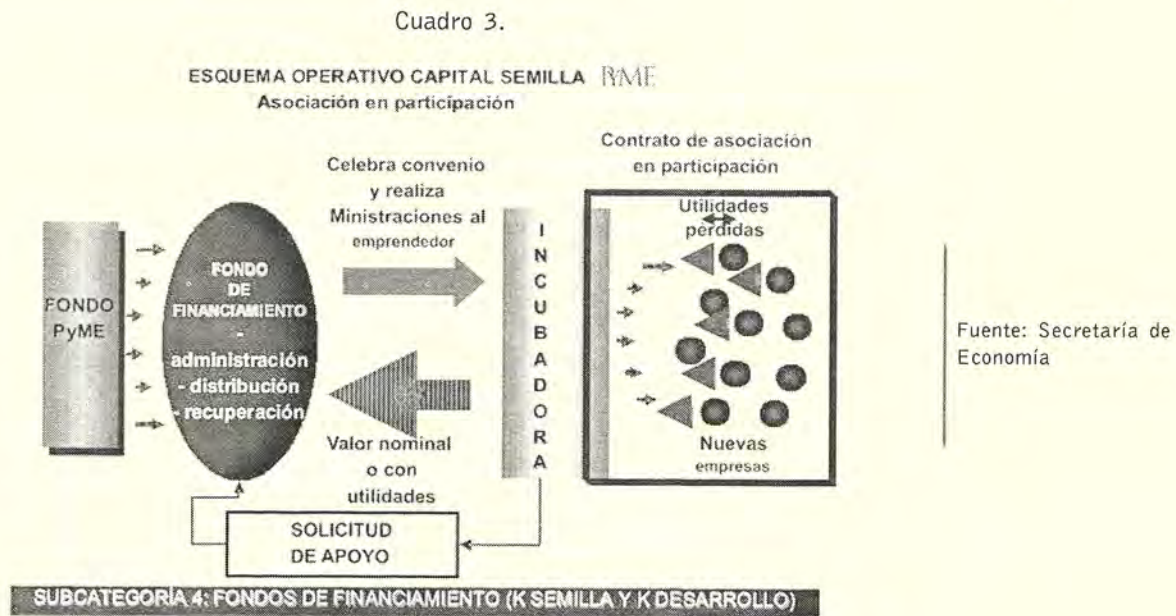 Cuadro 3.
ESQUEMA OPERATIVO CAPITAL SEMILLA PYME
Asociación en participación
FONDO
PyME
FONDO
DE
FINANCIAMIENTO
-
administración
- distribución
- recuperación
Celebra convenio
y realiza
Ministraciones al
emprendedor
Valor nominal
o con
utilidades
SOLICITUD
DE APOYO
INCUBADORA
Contrato de asociación
en participación
Utilidades
pérdidas
Nuevas
empresas
Fuente: Secretaría de
Economía
SUBCATEGORÍA 4: FONDOS DE FINANCIAMIENTO (K SEMILLA Y K DESARROLLO)